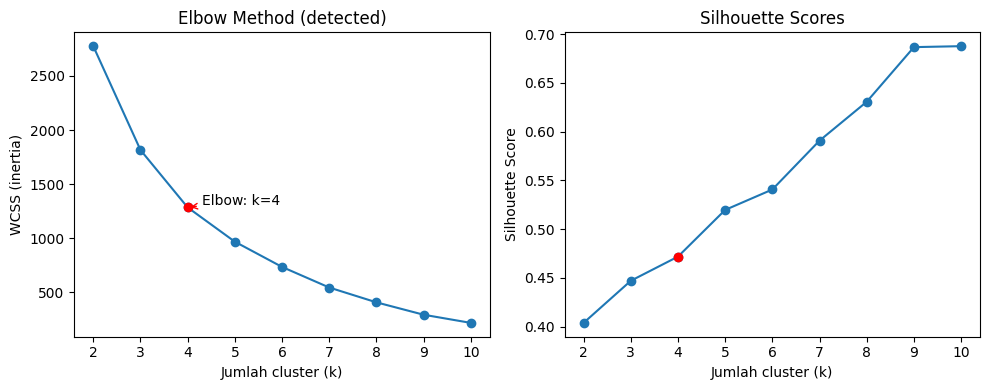 Elbow Method (detected)
WCSS (inertia)
2500
2000
1500
1000
500
Elbow: k=4
2 3 4 5 6 7 8 9 10
Jumlah cluster (k)
Silhouette Scores
Silhouette Score
0.70
0.65
0.60
0.55
0.50
0.45
0.40
2 3 4 5 6 7 8 9 10
Jumlah cluster (k)